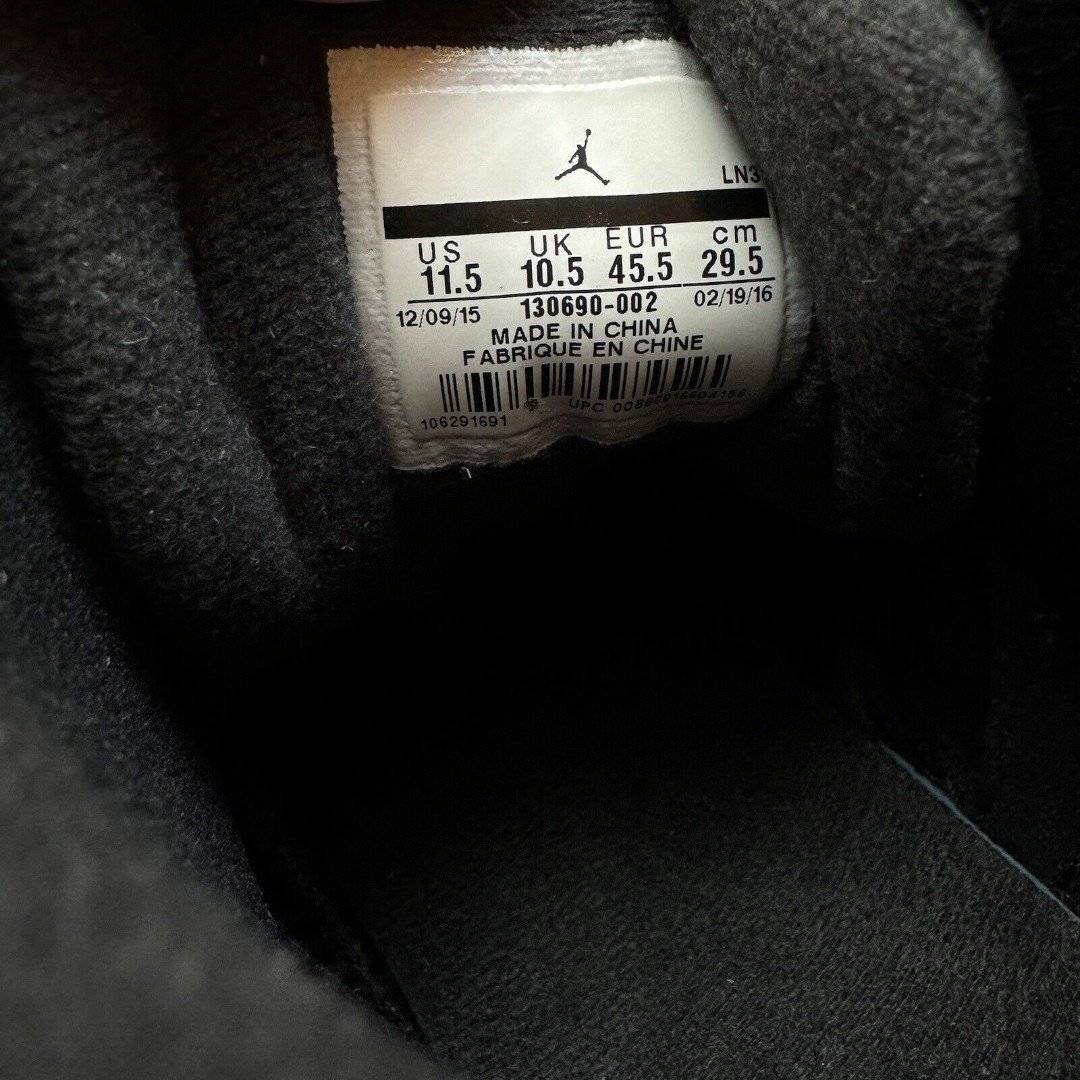 LN3
US UK EUR cm
11.5 10.5 45.5 29.5
12/09/15 130690-002 02/19/16
MADE IN CHINA
FABRIQUE EN CHINE
UPC
106291691